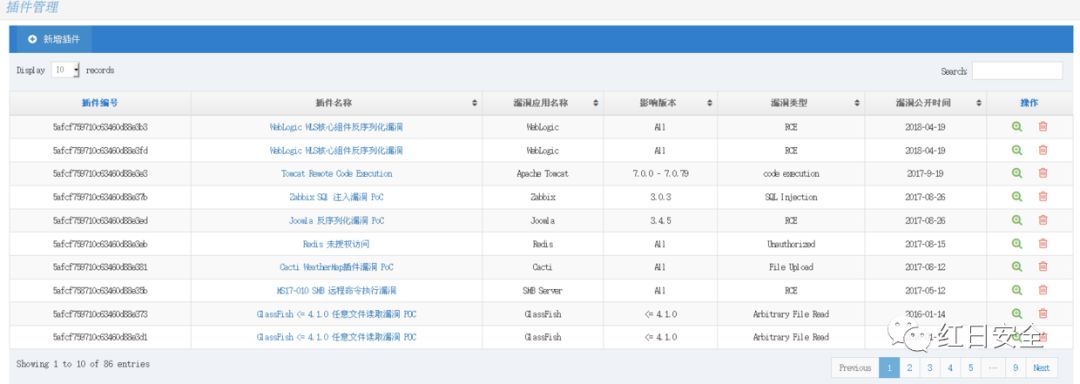 插件管理
新增插件
Display 10 records Search:
插件编号 插件名称 漏洞应用名称 影响版本 漏洞类型 漏洞公开时间 操作
5afcf759710c63460d88a3b3 WebLogic WLS核心组件反序列化漏洞 WebLogic All RCE 2018-04-19
5afcf759710c63460d88a3fd WebLogic WLS核心组件反序列化漏洞 WebLogic All RCE 2018-04-19
5afcf759710c63460d88a3e3 Tomcat Remote Code Execution Apache Tomcat 7.0.0 - 7.0.79 code execution 2017-9-19
5afcf759710c63460d88a37b Zabbix SQL 注入漏洞 PoC Zabbix 3.0.3 SQL Injection 2017-08-26
5afcf759710c63460d88a3ed Joomla 反序列化漏洞 PoC Joomla 3.4.5 RCE 2017-08-26
5afcf759710c63460d88a3eb Redis 未授权访问 Redis All Unauthorized 2017-08-15
5afcf759710c63460d88a381 Cacti WeatherMap插件漏洞 PoC Cacti All File Upload 2017-08-12
5afcf758710c63460d88a35b MS17-010 SMB 远程命令执行漏洞 SMB Server All RCE 2017-05-12
5afcf759710c63460d88a373 GlassFish <= 4.1.0 任意文件读取漏洞 POC GlassFish <= 4.1.0 Arbitrary File Read 2016-01-14
5afcf759710c63460d88a3d1 GlassFish <= 4.1.0 任意文件读取漏洞 POC GlassFish <= 4.1.0 Arbitrary File Read
红日安全
Showing 1 to 10 of 86 entries Previous 1 2 3 4 5 ... 9 Next